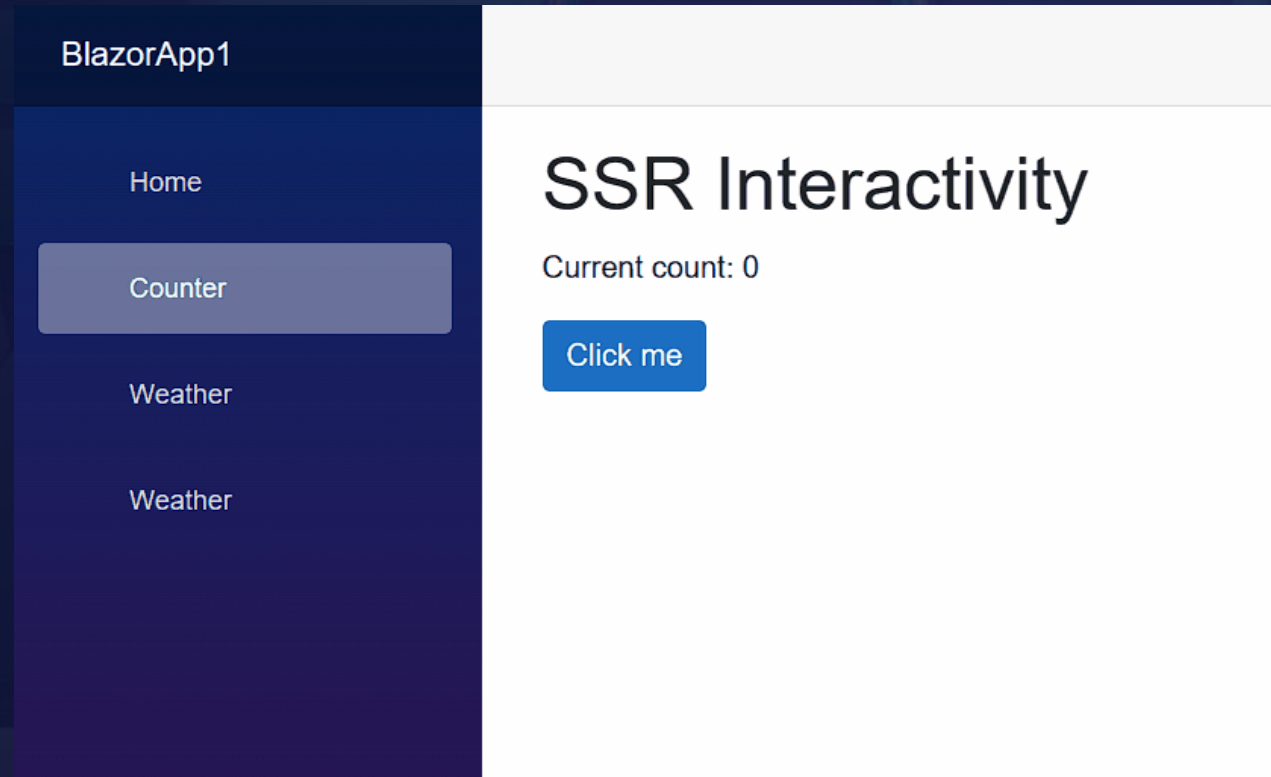 BlazorApp1
Home
Counter
Weather
Weather
SSR Interactivity
Current count: 0
Click me